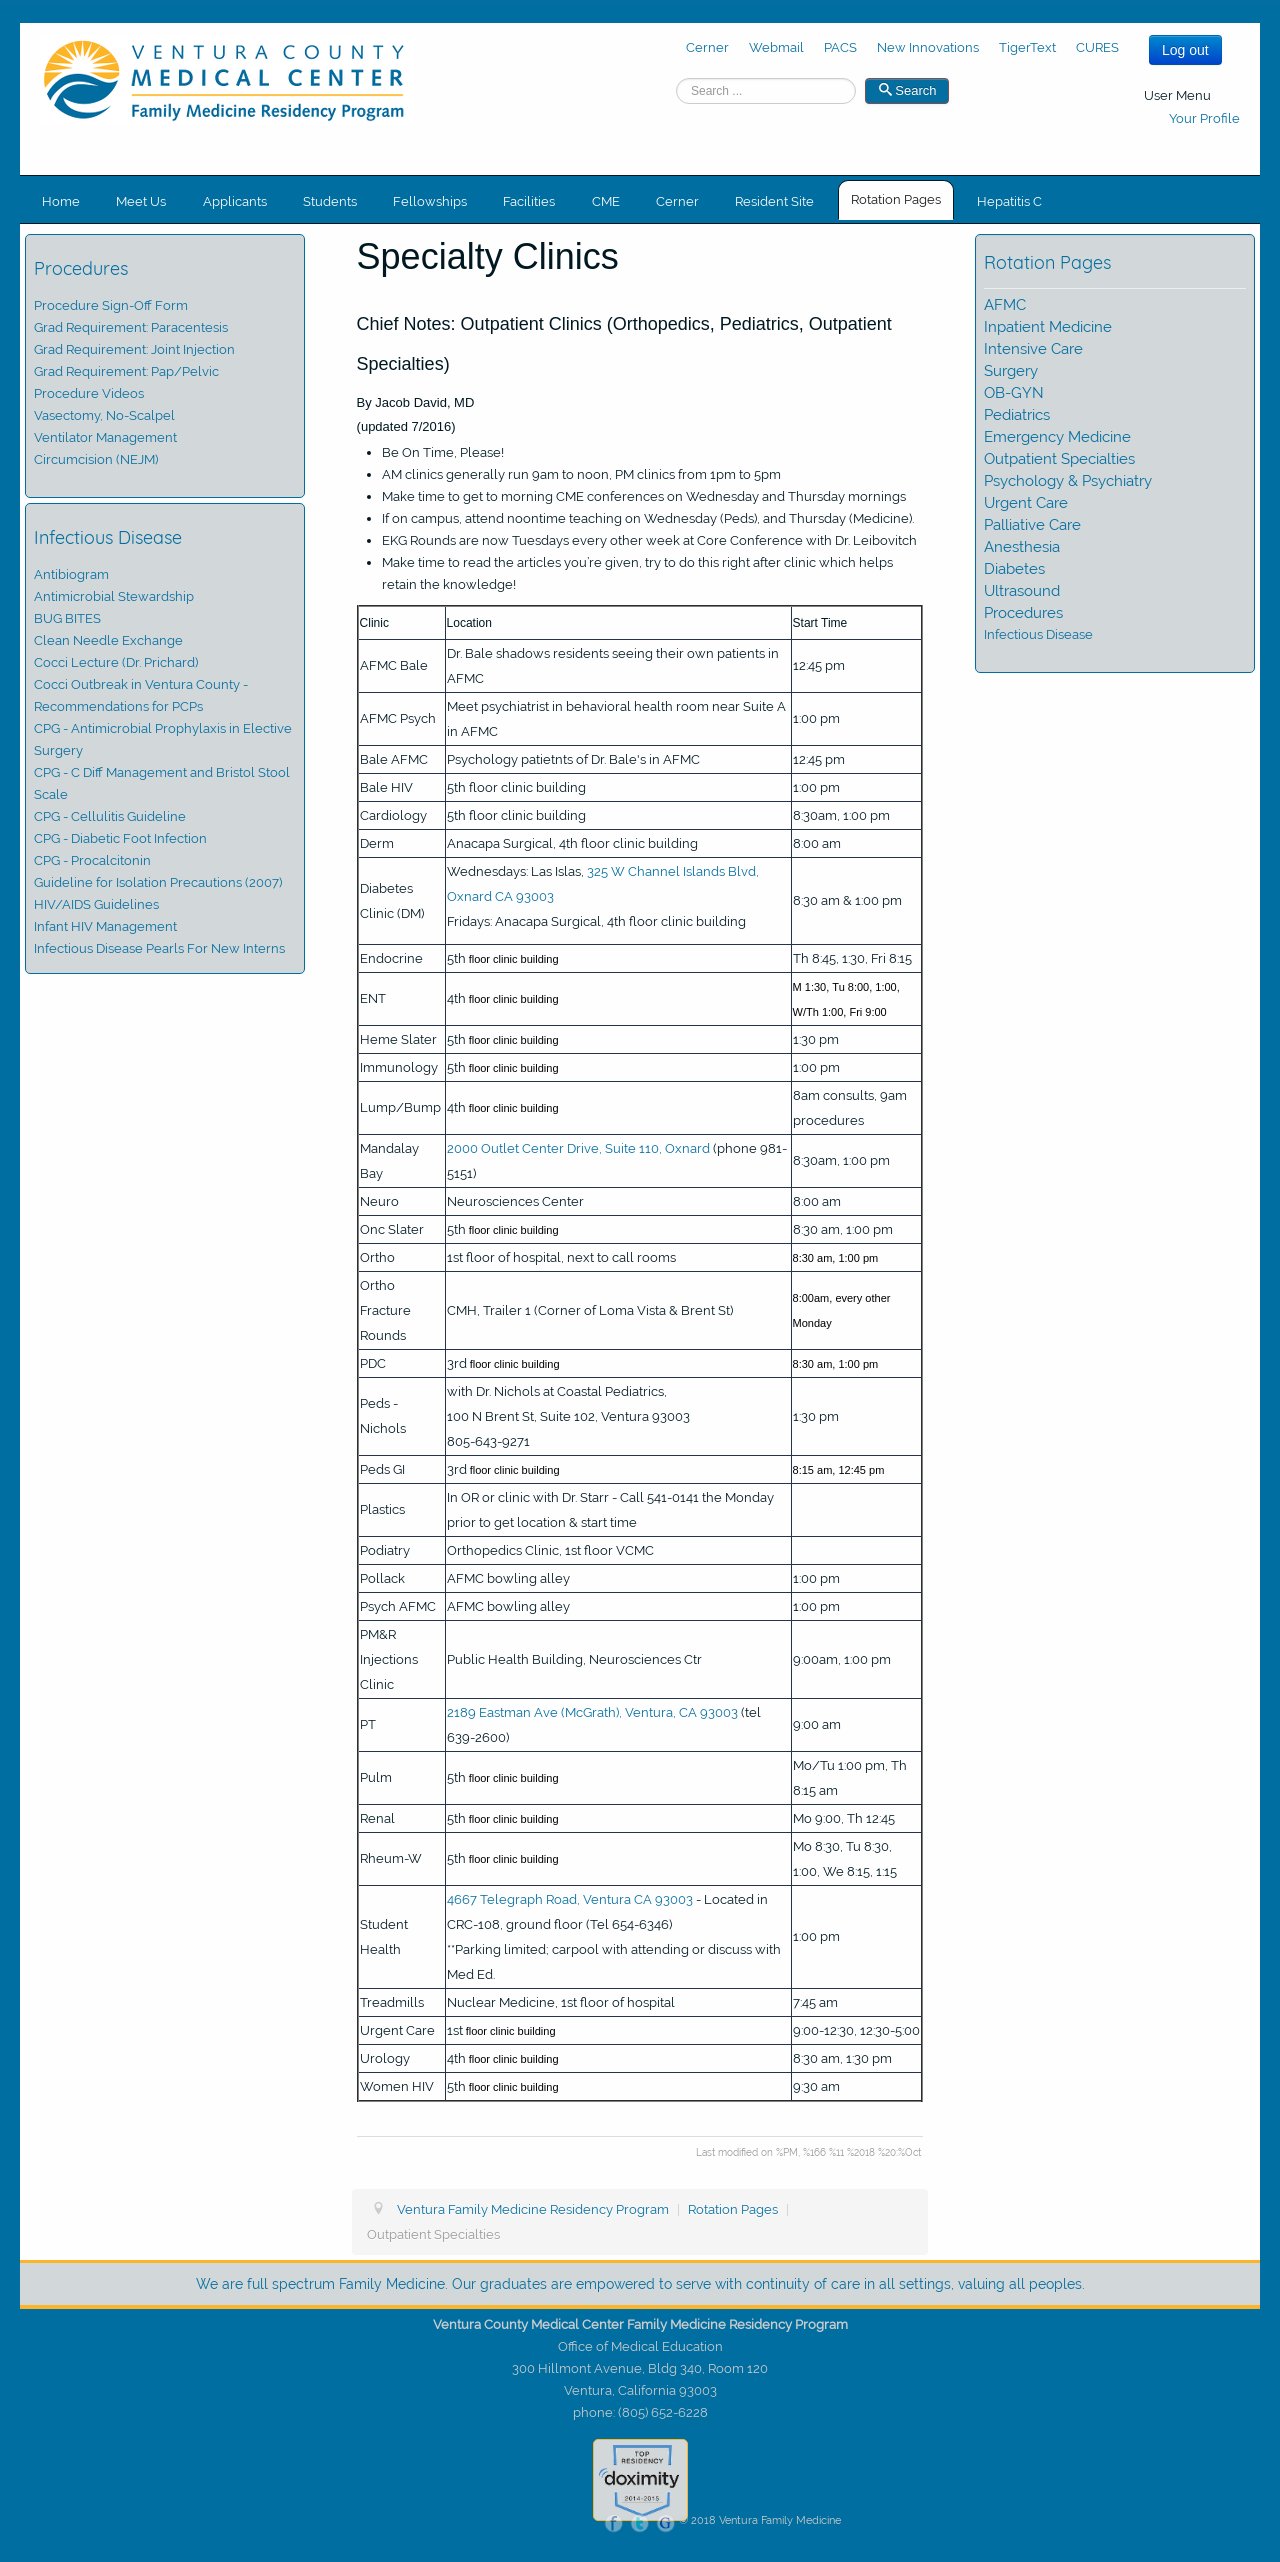 VENTURA COUNTY
MEDICAL CENTER
Family Medicine Residency Program
Cerner Webmail PACS New Innovations TigerText CURES
Log out
Search ...
Search
User Menu
Your Profile
Home Meet Us Applicants Students Fellowships Facilities CME Cerner Resident Site Rotation Pages Hepatitis C
Procedures
Procedure Sign-Off Form
Grad Requirement: Paracentesis
Grad Requirement: Joint Injection
Grad Requirement: Pap/Pelvic
Procedure Videos
Vasectomy, No-Scalpel
Ventilator Management
Circumcision (NEJM)
Infectious Disease
Antibiogram
Antimicrobial Stewardship
BUG BITES
Clean Needle Exchange
Cocci Lecture (Dr. Prichard)
Cocci Outbreak in Ventura County -
Recommendations for PCPs
CPG - Antimicrobial Prophylaxis in Elective
Surgery
CPG - C Diff Management and Bristol Stool
Scale
CPG - Cellulitis Guideline
CPG - Diabetic Foot Infection
CPG - Procalcitonin
Guideline for Isolation Precautions (2007)
HIV/AIDS Guidelines
Infant HIV Management
Infectious Disease Pearls For New Interns
Specialty Clinics
Chief Notes: Outpatient Clinics (Orthopedics, Pediatrics, Outpatient
Specialties)
By Jacob David, MD
(updated 7/2016)
• Be On Time, Please!
• AM clinics generally run 9am to noon, PM clinics from 1pm to 5pm
• Make time to get to morning CME conferences on Wednesday and Thursday mornings
• If on campus, attend noontime teaching on Wednesday (Peds), and Thursday (Medicine).
• EKG Rounds are now Tuesdays every other week at Core Conference with Dr. Leibovitch
• Make time to read the articles you're given, try to do this right after clinic which helps
retain the knowledge!
Clinic Location Start Time
AFMC Bale Dr. Bale shadows residents seeing their own patients in
AFMC 12:45 pm
AFMC Psych Meet psychiatrist in behavioral health room near Suite A
in AFMC 1:00 pm
Bale AFMC Psychology patietnts of Dr. Bale's in AFMC 12:45 pm
Bale HIV 5th floor clinic building 1:00 pm
Cardiology 5th floor clinic building 8:30am, 1:00 pm
Derm Anacapa Surgical, 4th floor clinic building 8:00 am
Diabetes
Clinic (DM) Wednesdays: Las Islas, 325 W Channel Islands Blvd,
Oxnard CA 93003
Fridays: Anacapa Surgical, 4th floor clinic building 8:30 am & 1:00 pm
Endocrine 5th floor clinic building Th 8:45, 1:30, Fri 8:15
ENT 4th floor clinic building M 1:30, Tu 8:00, 1:00,
W/Th 1:00, Fri 9:00
Heme Slater 5th floor clinic building 1:30 pm
Immunology 5th floor clinic building 1:00 pm
Lump/Bump 4th floor clinic building 8am consults, 9am
procedures
Mandalay
Bay 2000 Outlet Center Drive, Suite 110, Oxnard (phone 981-
5151) 8:30am, 1:00 pm
Neuro Neurosciences Center 8:00 am
Onc Slater 5th floor clinic building 8:30 am, 1:00 pm
Ortho 1st floor of hospital, next to call rooms 8:30 am, 1:00 pm
Ortho
Fracture
Rounds CMH, Trailer 1 (Corner of Loma Vista & Brent St) 8:00am, every other
Monday
PDC 3rd floor clinic building 8:30 am, 1:00 pm
Peds -
Nichols with Dr. Nichols at Coastal Pediatrics,
100 N Brent St, Suite 102, Ventura 93003
805-643-9271 1:30 pm
Peds GI 3rd floor clinic building 8:15 am, 12:45 pm
Plastics In OR or clinic with Dr. Starr - Call 541-0141 the Monday
prior to get location & start time
Podiatry Orthopedics Clinic, 1st floor VCMC
Pollack AFMC bowling alley 1:00 pm
Psych AFMC AFMC bowling alley 1:00 pm
PM&R
Injections
Clinic Public Health Building, Neurosciences Ctr 9:00am, 1:00 pm
PT 2189 Eastman Ave (McGrath), Ventura, CA 93003 (tel
639-2600) 9:00 am
Pulm 5th floor clinic building Mo/Tu 1:00 pm, Th
8:15 am
Renal 5th floor clinic building Mo 9:00, Th 12:45
Rheum-W 5th floor clinic building Mo 8:30, Tu 8:30,
1:00, We 8:15, 1:15
Student
Health 4667 Telegraph Road, Ventura CA 93003 - Located in
CRC-108, ground floor (Tel 654-6346)
**Parking limited; carpool with attending or discuss with
Med Ed. 1:00 pm
Treadmills Nuclear Medicine, 1st floor of hospital 7:45 am
Urgent Care 1st floor clinic building 9:00-12:30, 12:30-5:00
Urology 4th floor clinic building 8:30 am, 1:30 pm
Women HIV 5th floor clinic building 9:30 am
Last modified on %PM, %166 %11 %2018 %20:%Oct
Ventura Family Medicine Residency Program | Rotation Pages |
Outpatient Specialties
Rotation Pages
AFMC
Inpatient Medicine
Intensive Care
Surgery
OB-GYN
Pediatrics
Emergency Medicine
Outpatient Specialties
Psychology & Psychiatry
Urgent Care
Palliative Care
Anesthesia
Diabetes
Ultrasound
Procedures
Infectious Disease
We are full spectrum Family Medicine. Our graduates are empowered to serve with continuity of care in all settings, valuing all peoples.
Ventura County Medical Center Family Medicine Residency Program
Office of Medical Education
300 Hillmont Avenue, Bldg 340, Room 120
Ventura, California 93003
phone: (805) 652-6228
TOP
RESIDENCY
doximity
2014-2015
f t G © 2018 Ventura Family Medicine